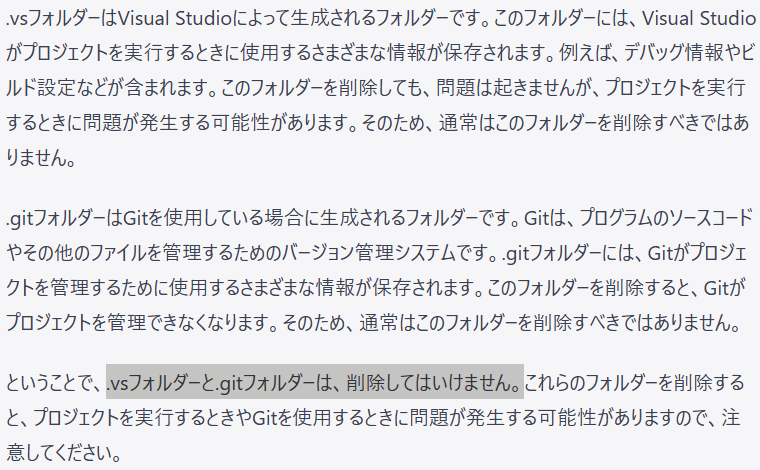 .vsフォルダーはVisual Studioによって生成されるフォルダーです。このフォルダーには、Visual Studio
がプロジェクトを実行するときに使用するさまざまな情報が保存されます。例えば、デバッグ情報やビ
ルド設定などが含まれます。このフォルダーを削除しても、問題は起きませんが、プロジェクトを実行
するときに問題が発生する可能性があります。そのため、通常はこのフォルダーを削除すべきではあ
りません。
.gitフォルダーはGitを使用している場合に生成されるフォルダーです。Gitは、プログラムのソースコード
やその他のファイルを管理するためのバージョン管理システムです。.gitフォルダーには、Gitがプロジェ
クトを管理するために使用するさまざまな情報が保存されます。このフォルダーを削除すると、Gitが
プロジェクトを管理できなくなります。そのため、通常はこのフォルダーを削除すべきではありません。
ということで、.vsフォルダーと.gitフォルダーは、削除してはいけません。これらのフォルダーを削除する
と、プロジェクトを実行するときやGitを使用するときに問題が発生する可能性がありますので、注
意してください。